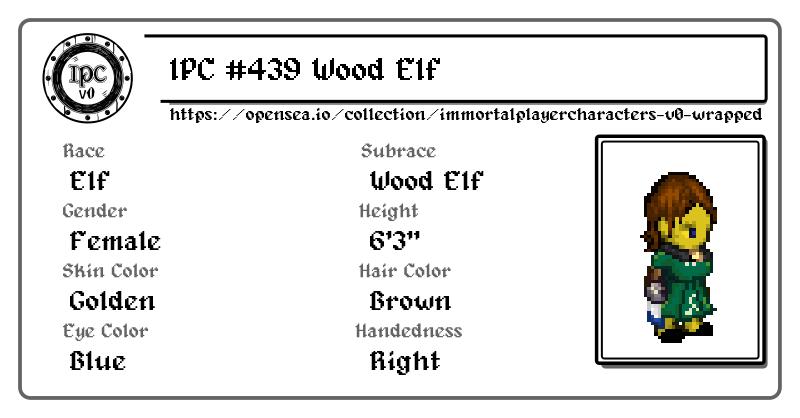 IPC
v0
IPC #439 Wood Elf
https://opensea.io/collection/immortalplayercharacters-v0-wrapped
Race
Elf
Subrace
Wood Elf
Gender
Female
Height
6'3"
Skin Color
Golden
Hair Color
Brown
Eye Color
Blue
Handedness
Right